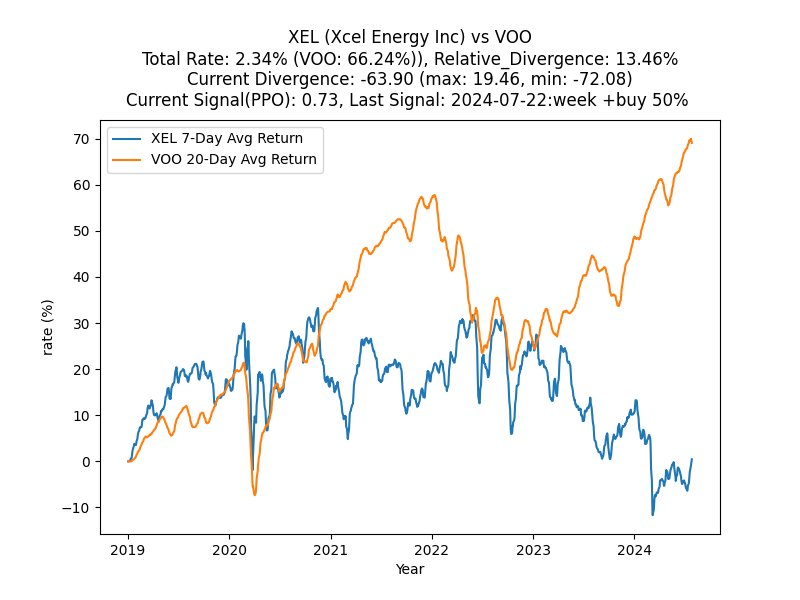 XEL (Xcel Energy Inc) vs VOO
Total Rate: 2.34% (VOO: 66.24%)), Relative_Divergence: 13.46%
Current Divergence: -63.90 (max: 19.46, min: -72.08)
Current Signal(PPO): 0.73, Last Signal: 2024-07-22:week +buy 50%
XEL 7-Day Avg Return
VOO 20-Day Avg Return
70
60
50
40
30
20
10
0
−10
rate (%)
2019 2020 2021 2022 2023 2024
Year